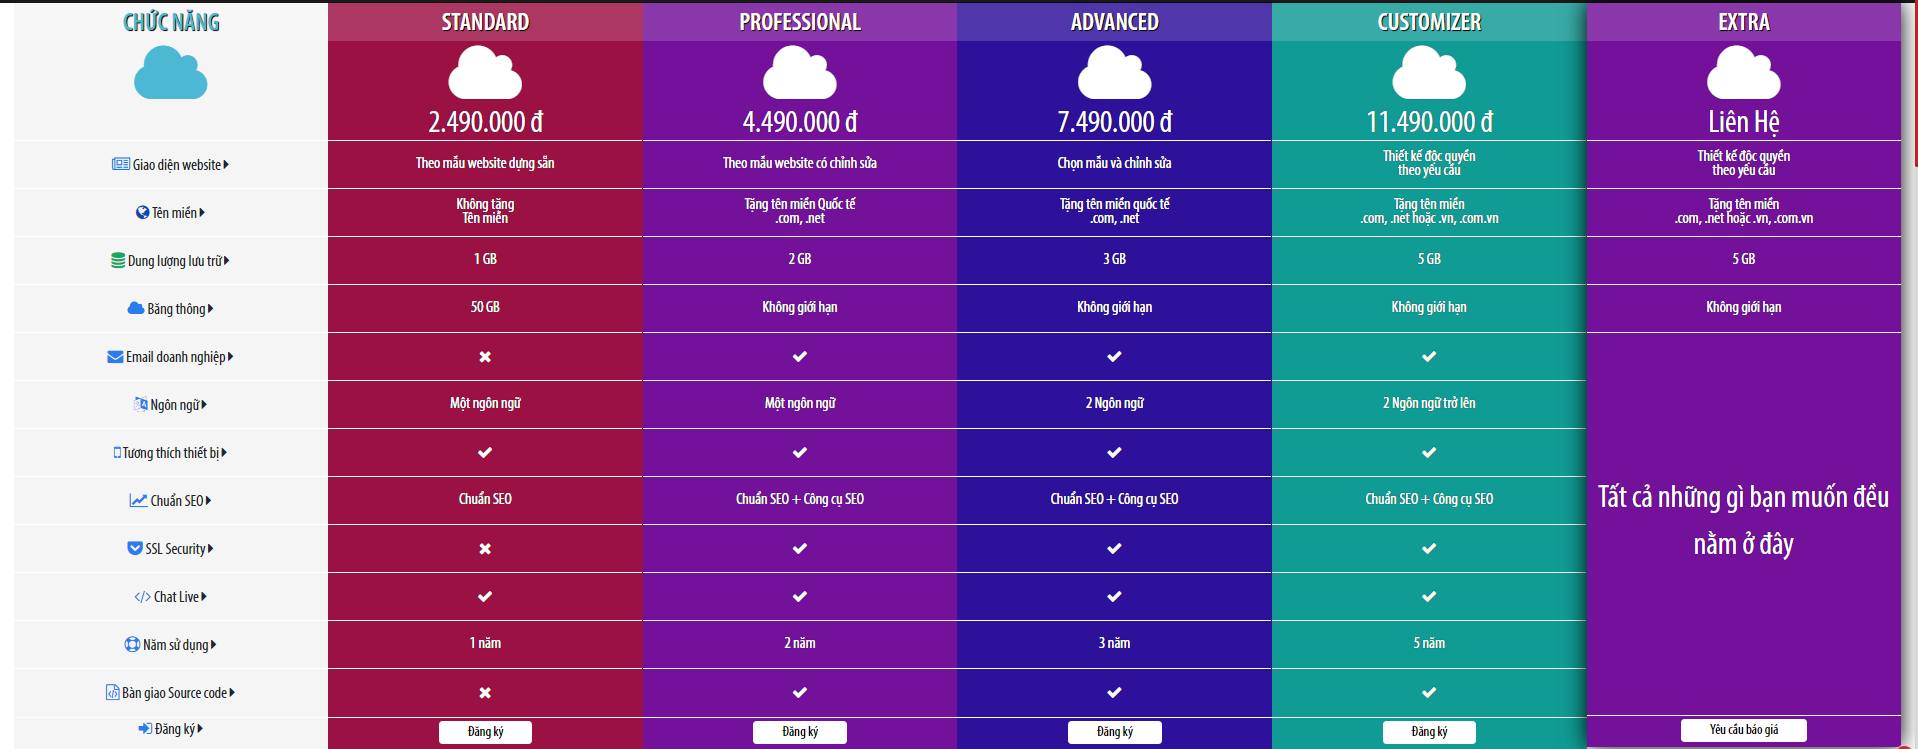 CHỨC NĂNG
STANDARD
PROFESSIONAL
ADVANCED
CUSTOMIZER
EXTRA
2.490.000 đ
4.490.000 đ
7.490.000 đ
11.490.000 đ
Liên Hệ
Giao diện website
Theo mẫu website dựng sẵn
Theo mẫu website có chỉnh sửa
Chọn mẫu và chỉnh sửa
Thiết kế độc quyền
theo yêu cầu
Thiết kế độc quyền
theo yêu cầu
Tên miền
Không tặng
Tên miền
Tặng tên miền Quốc tế
.com, .net
Tặng tên miền quốc tế
.com, .net
Tặng tên miền
.com, .net hoặc .vn, .com.vn
Tặng tên miền
.com, .net hoặc .vn, .com.vn
Dung lượng lưu trữ
1 GB
2 GB
3 GB
5 GB
5 GB
Băng thông
50 GB
Không giới hạn
Không giới hạn
Không giới hạn
Không giới hạn
Email doanh nghiệp
Ngôn ngữ
Một ngôn ngữ
Một ngôn ngữ
2 Ngôn ngữ
2 Ngôn ngữ trở lên
Tương thích thiết bị
Chuẩn SEO
Chuẩn SEO
Chuẩn SEO + Công cụ SEO
Chuẩn SEO + Công cụ SEO
Chuẩn SEO + Công cụ SEO
Tất cả những gì bạn muốn đều
nằm ở đây
SSL Security
Chat Live
Năm sử dụng
1 năm
2 năm
3 năm
5 năm
Bàn giao Source code
Đăng ký
Đăng ký
Đăng ký
Đăng ký
Đăng ký
Yêu cầu báo giá